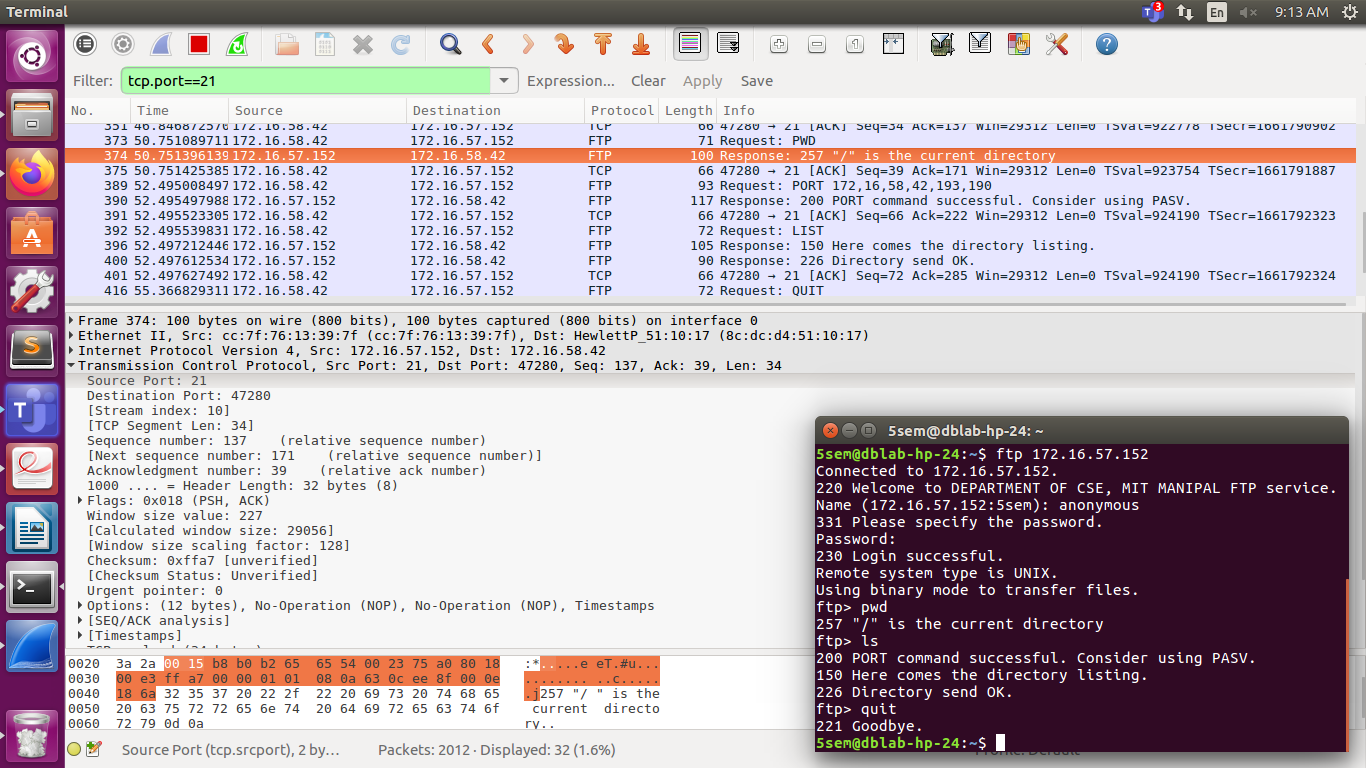 Terminal
3
En
9:13 AM
Filter: tcp.port==21 Expression... Clear Apply Save
No. Time Source Destination Protocol Length Info
351 46.846872570 172.16.58.42 172.16.57.152 TCP 66 47280 → 21 [ACK] Seq=34 Ack=137 Win=29312 Len=0 TSval=922778 TSecr=1661790902
373 50.751089711 172.16.58.42 172.16.57.152 FTP 71 Request: PWD
374 50.751396139 172.16.57.152 172.16.58.42 FTP 100 Response: 257 "/" is the current directory
375 50.751425385 172.16.58.42 172.16.57.152 TCP 66 47280 → 21 [ACK] Seq=39 Ack=171 Win=29312 Len=0 TSval=923754 TSecr=1661791887
389 52.495008497 172.16.58.42 172.16.57.152 FTP 93 Request: PORT 172,16,58,42,193,190
390 52.495497988 172.16.57.152 172.16.58.42 FTP 117 Response: 200 PORT command successful. Consider using PASV.
391 52.495523305 172.16.58.42 172.16.57.152 TCP 66 47280 → 21 [ACK] Seq=66 Ack=222 Win=29312 Len=0 TSval=924190 TSecr=1661792323
392 52.495539831 172.16.58.42 172.16.57.152 FTP 72 Request: LIST
396 52.497212446 172.16.57.152 172.16.58.42 FTP 105 Response: 150 Here comes the directory listing.
400 52.497612534 172.16.57.152 172.16.58.42 FTP 90 Response: 226 Directory send OK.
401 52.497627492 172.16.58.42 172.16.57.152 TCP 66 47280 → 21 [ACK] Seq=72 Ack=285 Win=29312 Len=0 TSval=924190 TSecr=1661792324
416 55.366829311 172.16.58.42 172.16.57.152 FTP 72 Request: QUIT
Frame 374: 100 bytes on wire (800 bits), 100 bytes captured (800 bits) on interface 0
Ethernet II, Src: cc:7f:76:13:39:7f (cc:7f:76:13:39:7f), Dst: HewlettP_51:10:17 (8c:dc:d4:51:10:17)
Internet Protocol Version 4, Src: 172.16.57.152, Dst: 172.16.58.42
Transmission Control Protocol, Src Port: 21, Dst Port: 47280, Seq: 137, Ack: 39, Len: 34
Source Port: 21
Destination Port: 47280
[Stream index: 10]
[TCP Segment Len: 34]
Sequence number: 137 (relative sequence number)
[Next sequence number: 171 (relative sequence number)]
Acknowledgment number: 39 (relative ack number)
1000 .... = Header Length: 32 bytes (8)
Flags: 0x018 (PSH, ACK)
Window size value: 227
[Calculated window size: 29056]
[Window size scaling factor: 128]
Checksum: 0xffa7 [unverified]
[Checksum Status: Unverified]
Urgent pointer: 0
Options: (12 bytes), No-Operation (NOP), No-Operation (NOP), Timestamps
[SEQ/ACK analysis]
[Timestamps]
0020 3a 2a 00 15 b8 b0 b2 65 65 54 00 23 75 a0 80 18 :*.....e eT.#u...
0030 00 e3 ff a7 00 00 01 01 08 0a 63 0c ee 8f 00 0e ........ ..c.....
0040 18 6a 32 35 37 20 22 2f 22 20 69 73 20 74 68 65 .j257 "/ " is the
0050 20 63 75 72 72 65 6e 74 20 64 69 72 65 63 74 6f current directo
0060 72 79 0d 0a ry..
Source Port (tcp.srcport), 2 by... Packets: 2012 · Displayed: 32 (1.6%)
5sem@dblab-hp-24: ~
5sem@dblab-hp-24:~$ ftp 172.16.57.152
Connected to 172.16.57.152.
220 Welcome to DEPARTMENT OF CSE, MIT MANIPAL FTP service.
Name (172.16.57.152:5sem): anonymous
331 Please specify the password.
Password:
230 Login successful.
Remote system type is UNIX.
Using binary mode to transfer files.
ftp> pwd
257 "/" is the current directory
ftp> ls
200 PORT command successful. Consider using PASV.
150 Here comes the directory listing.
226 Directory send OK.
ftp> quit
221 Goodbye.
5sem@dblab-hp-24:~$